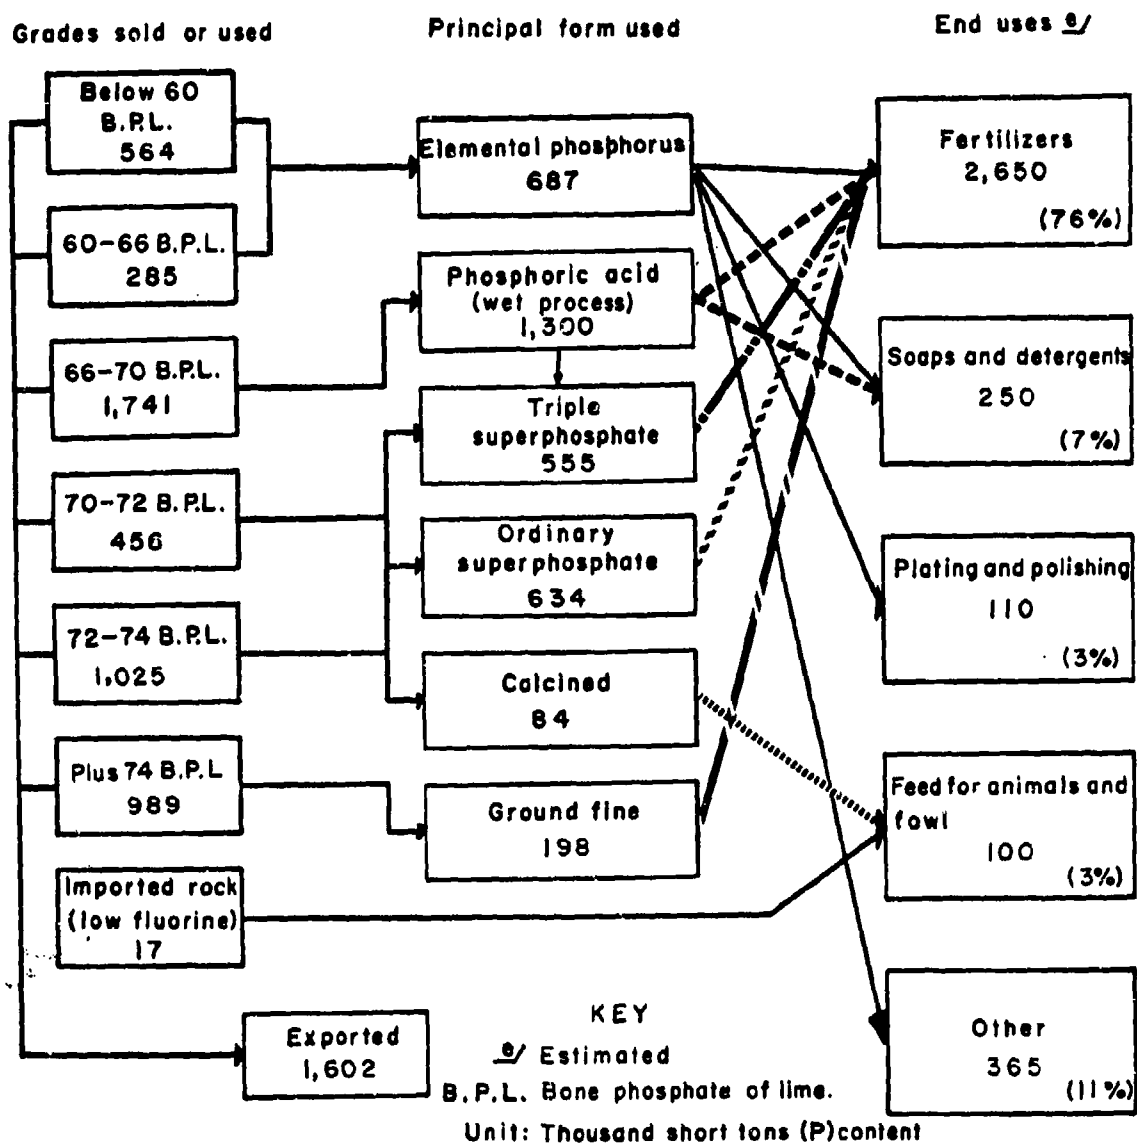 Grades sold or used
Principal form used
End uses e/
Below 60
B.P.L.
564
60-66 B.P.L.
285
66-70 B.P.L.
1,741
70-72 B.P.L.
456
72-74 B.P.L.
1,025
Plus 74 B.P.L
989
Imported rock
(low fluorine)
17
Exported
1,602
Elemental phosphorus
687
Phosphoric acid
(wet process)
1,300
Triple
superphosphate
555
Ordinary
superphosphate
634
Calcined
84
Ground fine
198
Fertilizers
2,650
(76%)
Soaps and detergents
250
(7%)
Plating and polishing
110
(3%)
Feed for animals and
fowl
100
(3%)
Other
365
(11%)
KEY
e/ Estimated
B.P.L. Bone phosphate of lime.
Unit: Thousand short tons (P)content